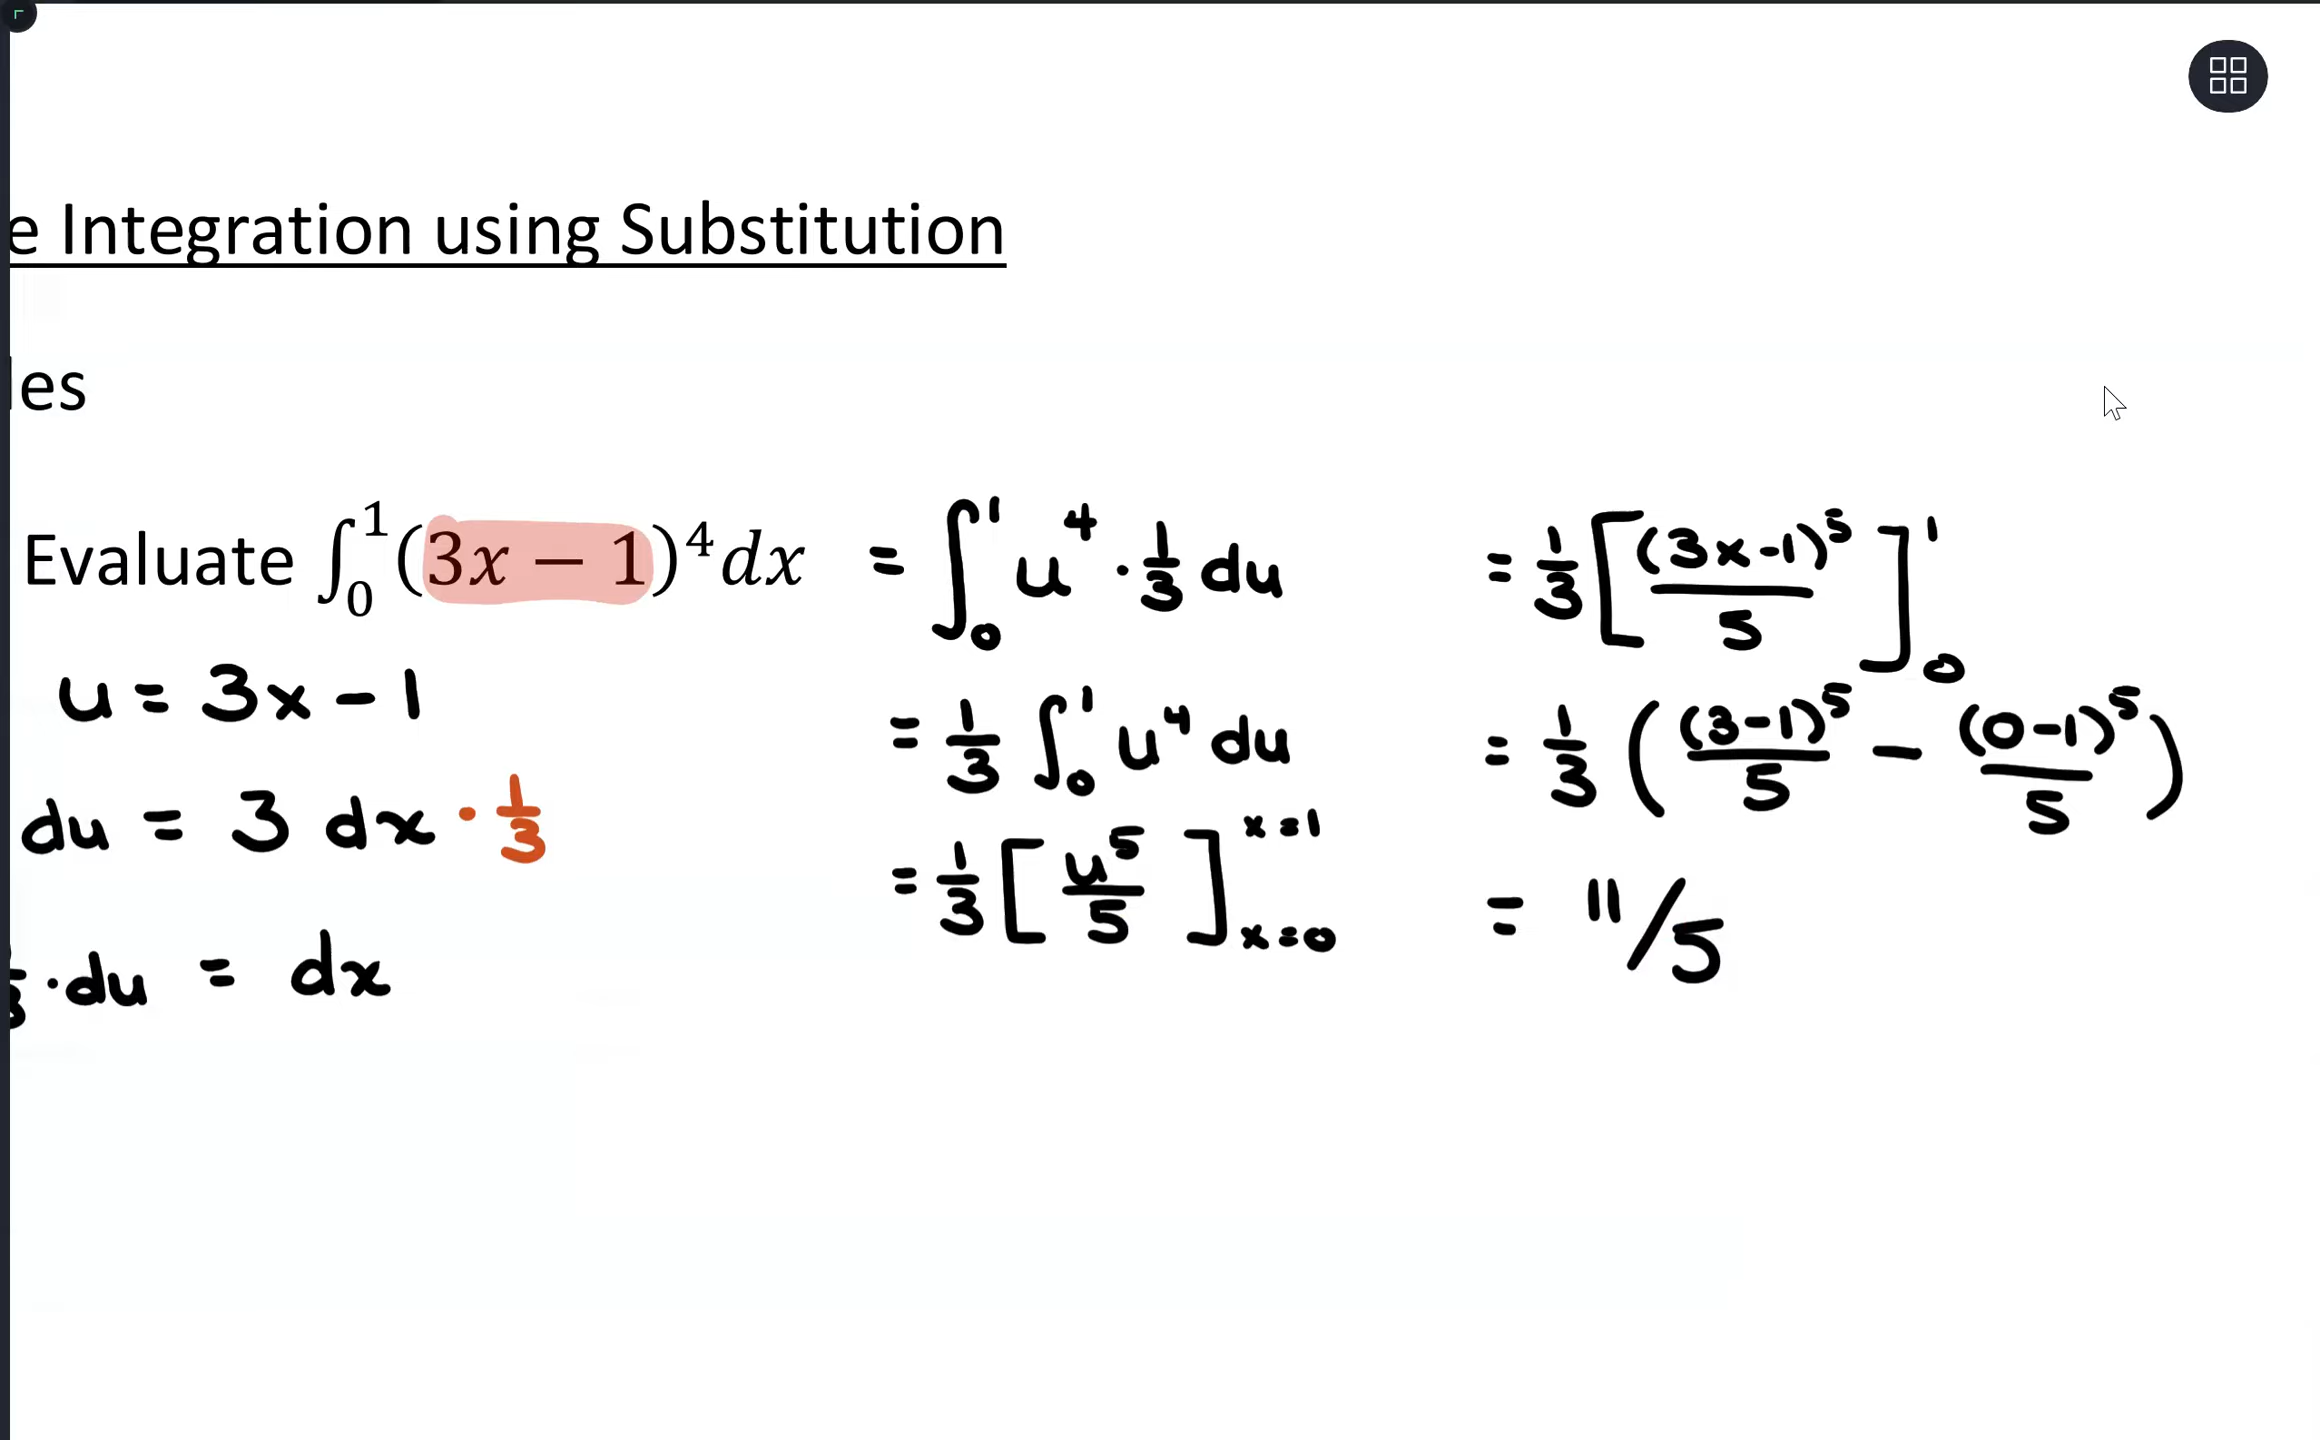 e Integration using Substitution
les
Evaluate ∫₀¹(3x − 1)⁴dx = ∫₀¹ u⁴ · 1/3 du
u = 3x - 1
du = 3 dx · 1/3
· du = dx
= 1/3 ∫₀¹ u⁴ du
= 1/3 [u⁵/5]ₓ₌₀ˣ⁼¹
= 1/3 [(3x-1)⁵/5]₀¹
= 1/3 ((3-1)⁵/5 - (0-1)⁵/5)
= 11/5